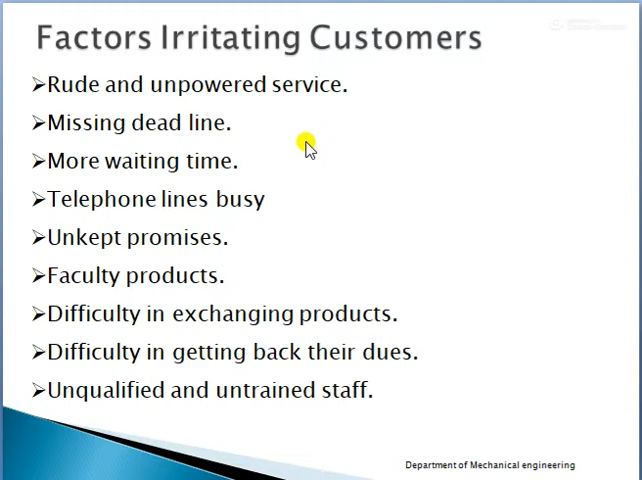 Factors Irritating Customers
➢Rude and unpowered service.
➢Missing dead line.
➢More waiting time.
➢Telephone lines busy
➢Unkept promises.
➢Faculty products.
➢Difficulty in exchanging products.
➢Difficulty in getting back their dues.
➢Unqualified and untrained staff.
Department of Mechanical engineering